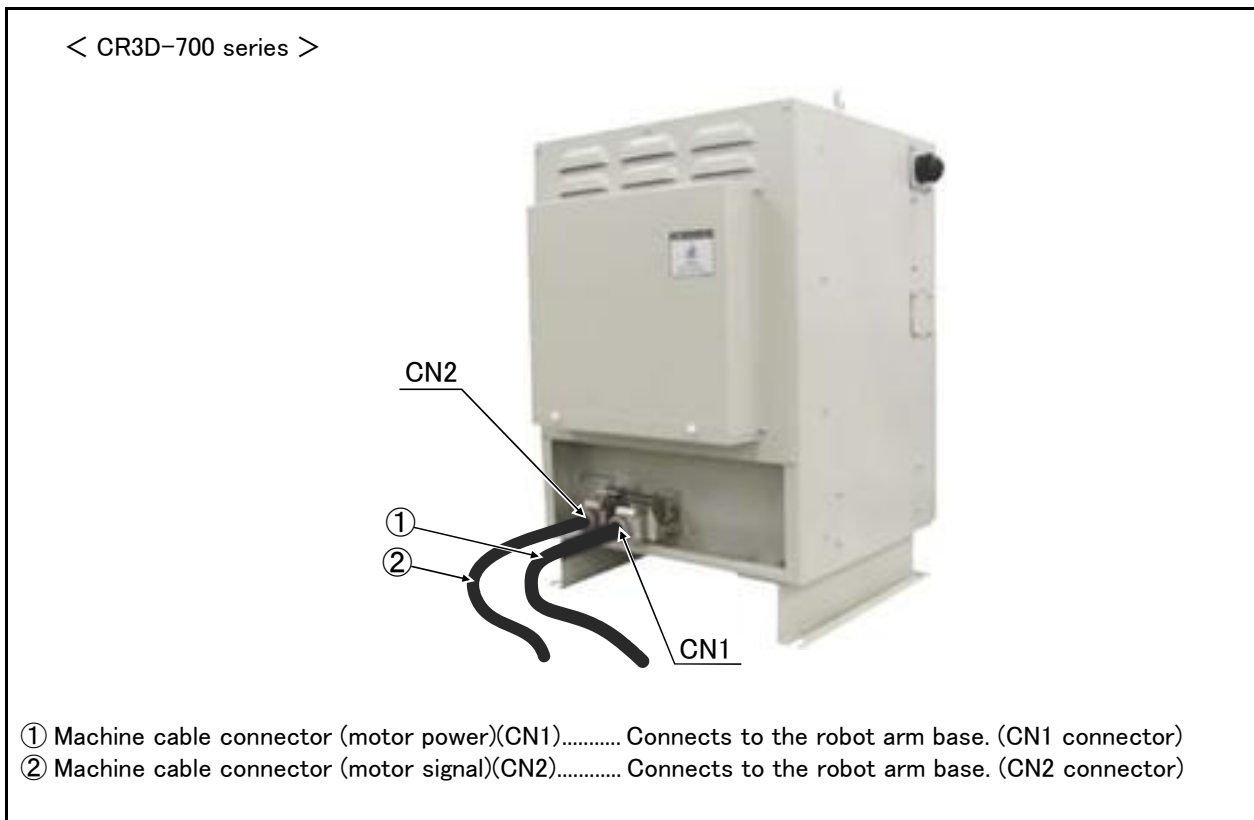 ＜ CR3D-700 series ＞
CN2
①
②
CN1
① Machine cable connector (motor power)(CN1)........... Connects to the robot arm base. (CN1 connector)
② Machine cable connector (motor signal)(CN2)............ Connects to the robot arm base. (CN2 connector)